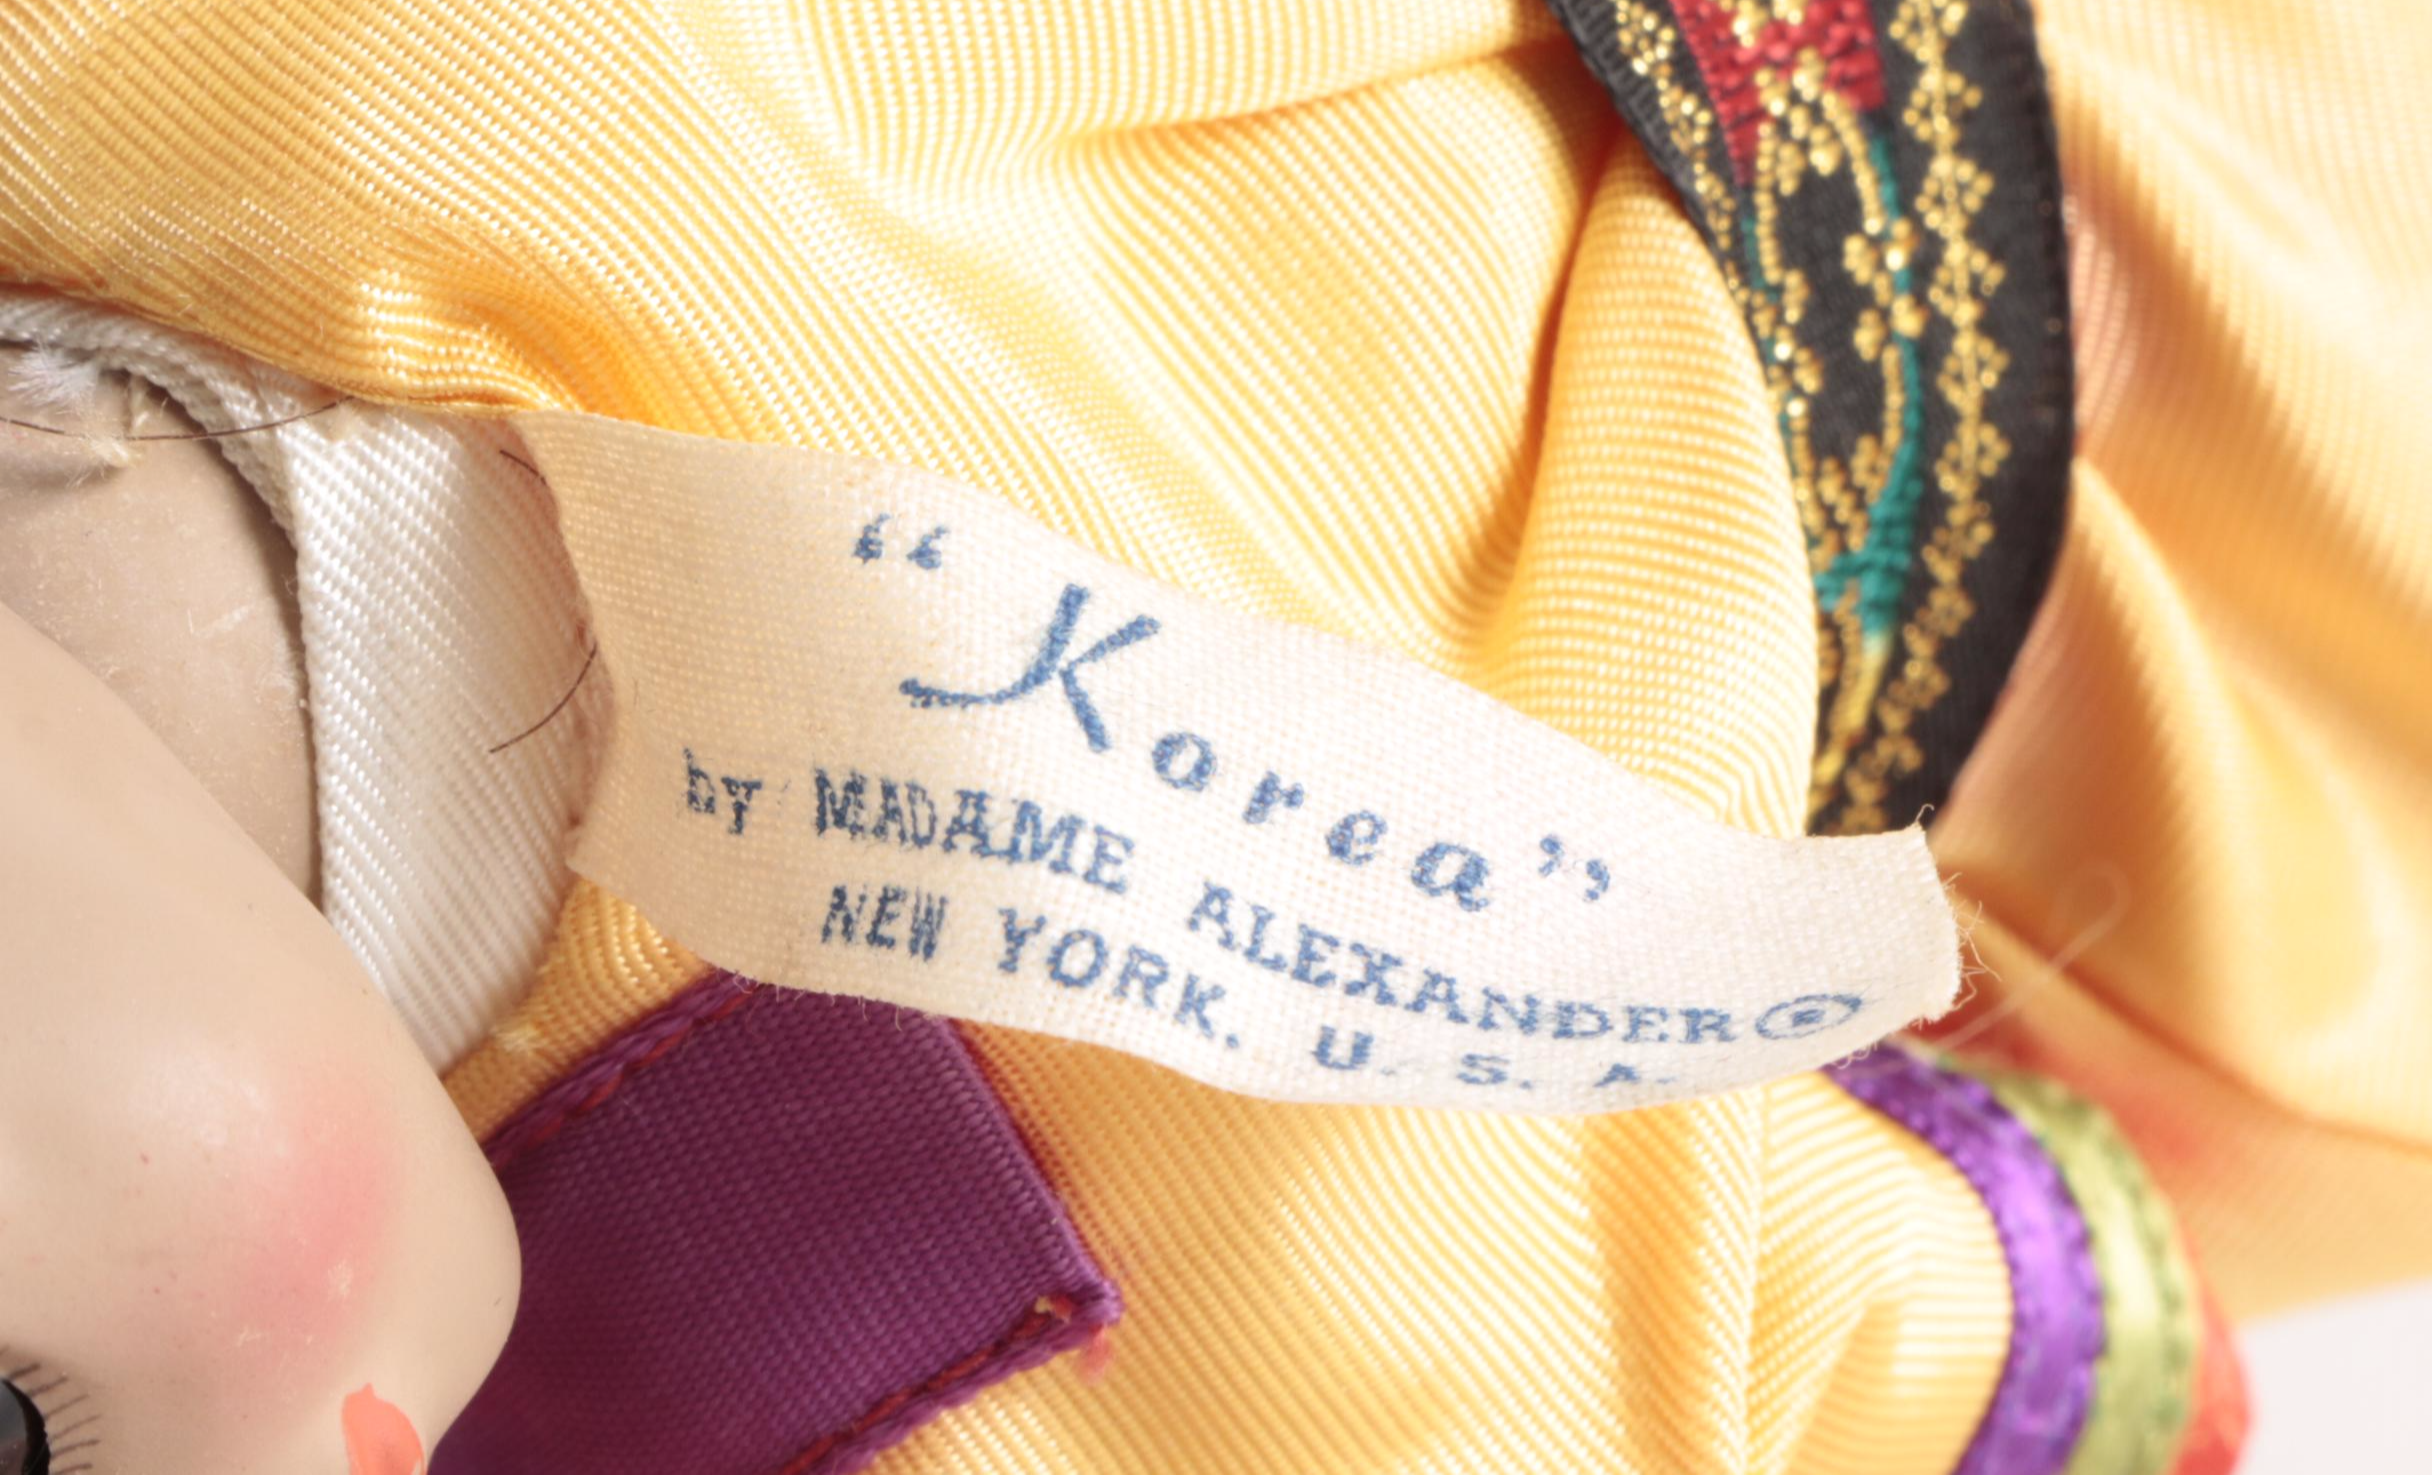 “Korea”
by MADAME ALEXANDER®
NEW YORK. U. S. A.